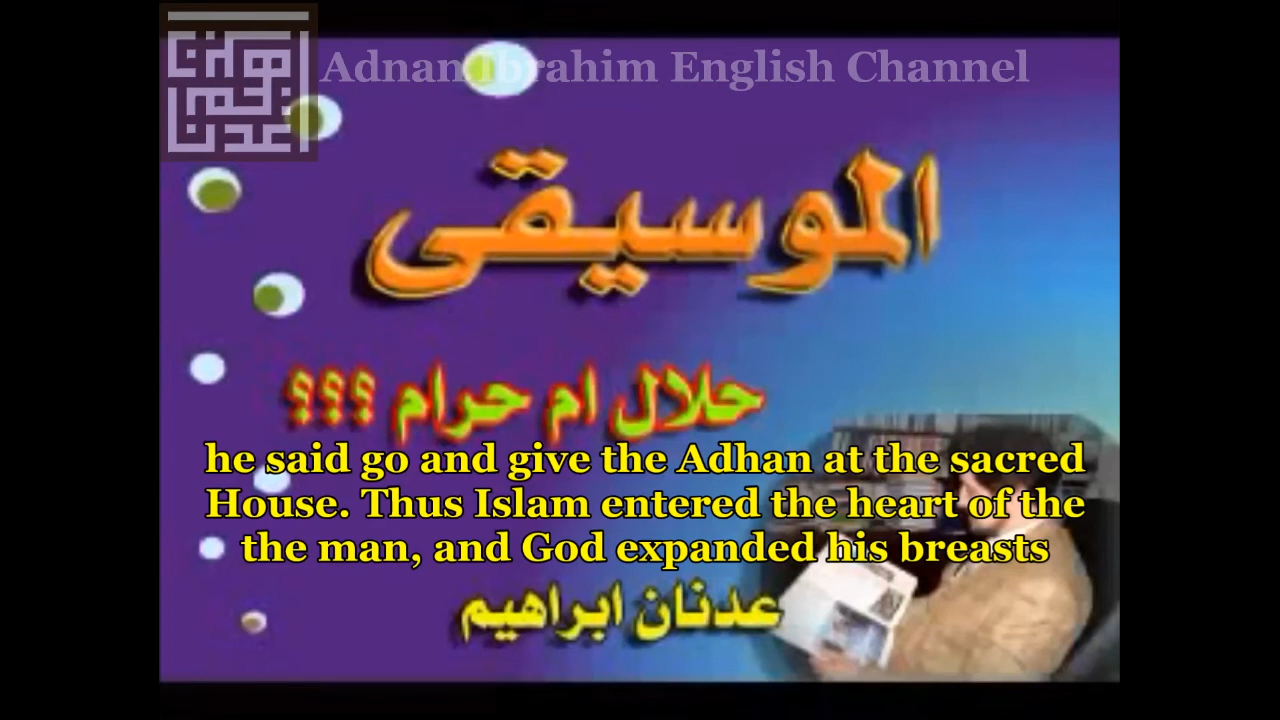 Adnan Ibrahim English Channel
الموسيقى
حلال ام حرام ؟؟؟
he said go and give the Adhan at the sacred
House. Thus Islam entered the heart of the
the man, and God expanded his breasts
عدنان ابراهيم